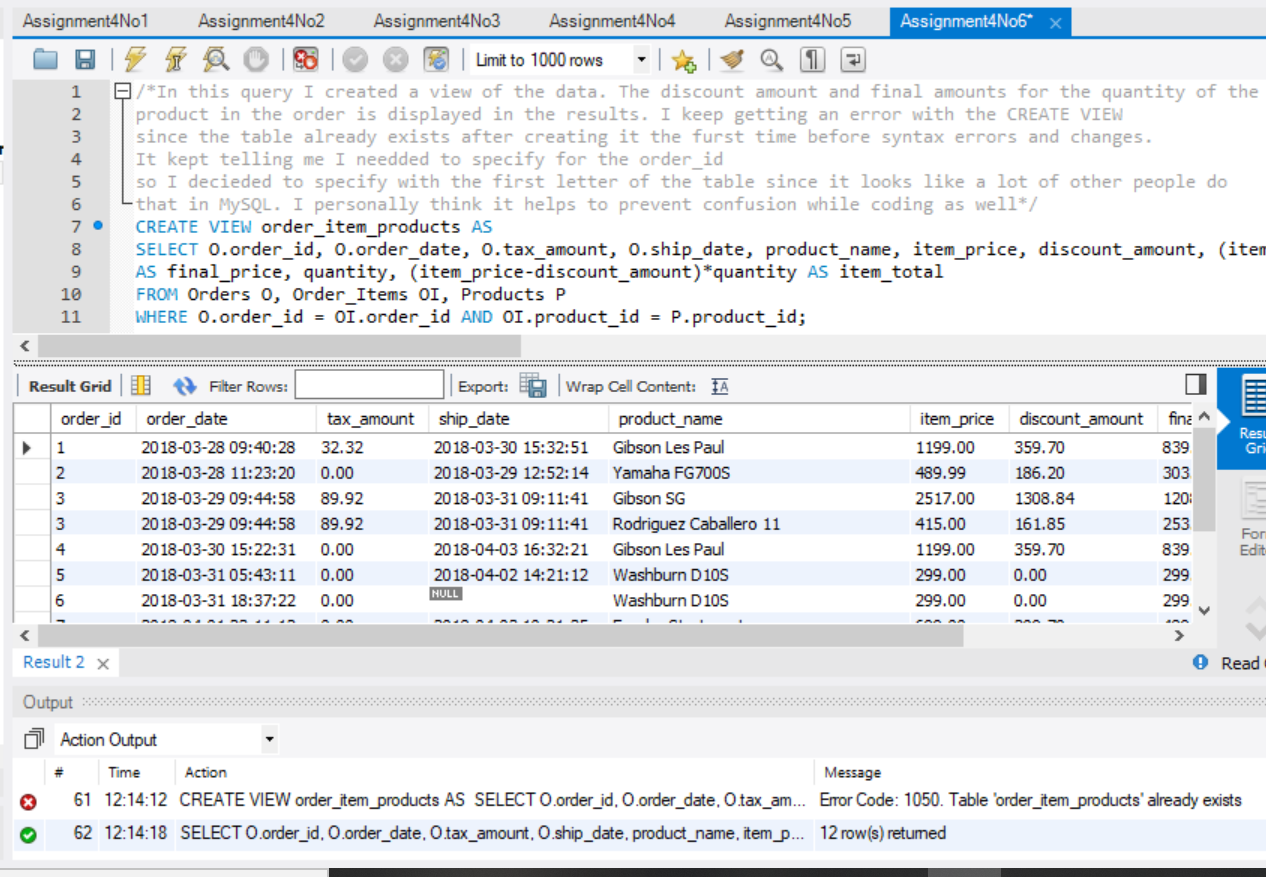 Assignment4No1 Assignment4No2 Assignment4No3 Assignment4No4 Assignment4No5 Assignment4No6*
Limit to 1000 rows
1 /*In this query I created a view of the data. The discount amount and final amounts for the quantity of the
2 product in the order is displayed in the results. I keep getting an error with the CREATE VIEW
3 since the table already exists after creating it the furst time before syntax errors and changes.
4 It kept telling me I needded to specify for the order_id
5 so I decieded to specify with the first letter of the table since it looks like a lot of other people do
6 that in MySQL. I personally think it helps to prevent confusion while coding as well*/
7 CREATE VIEW order_item_products AS
8 SELECT O.order_id, O.order_date, O.tax_amount, O.ship_date, product_name, item_price, discount_amount, (item
9 AS final_price, quantity, (item_price-discount_amount)*quantity AS item_total
10 FROM Orders O, Order_Items OI, Products P
11 WHERE O.order_id = OI.order_id AND OI.product_id = P.product_id;
Result Grid Filter Rows: Export: Wrap Cell Content: IA
order_id order_date tax_amount ship_date product_name item_price discount_amount fina
1 2018-03-28 09:40:28 32.32 2018-03-30 15:32:51 Gibson Les Paul 1199.00 359.70 839.
2 2018-03-28 11:23:20 0.00 2018-03-29 12:52:14 Yamaha FG700S 489.99 186.20 303.
3 2018-03-29 09:44:58 89.92 2018-03-31 09:11:41 Gibson SG 2517.00 1308.84 120
3 2018-03-29 09:44:58 89.92 2018-03-31 09:11:41 Rodriguez Caballero 11 415.00 161.85 253.
4 2018-03-30 15:22:31 0.00 2018-04-03 16:32:21 Gibson Les Paul 1199.00 359.70 839.
5 2018-03-31 05:43:11 0.00 2018-04-02 14:21:12 Washburn D10S 299.00 0.00 299.
6 2018-03-31 18:37:22 0.00 NULL Washburn D10S 299.00 0.00 299.
Resu
Gri
For
Edit
Result 2 Read
Output
Action Output
# Time Action Message
61 12:14:12 CREATE VIEW order_item_products AS SELECT O.order_id, O.order_date, O.tax_am... Error Code: 1050. Table 'order_item_products' already exists
62 12:14:18 SELECT O.order_id, O.order_date, O.tax_amount, O.ship_date, product_name, item_p... 12 row(s) returned